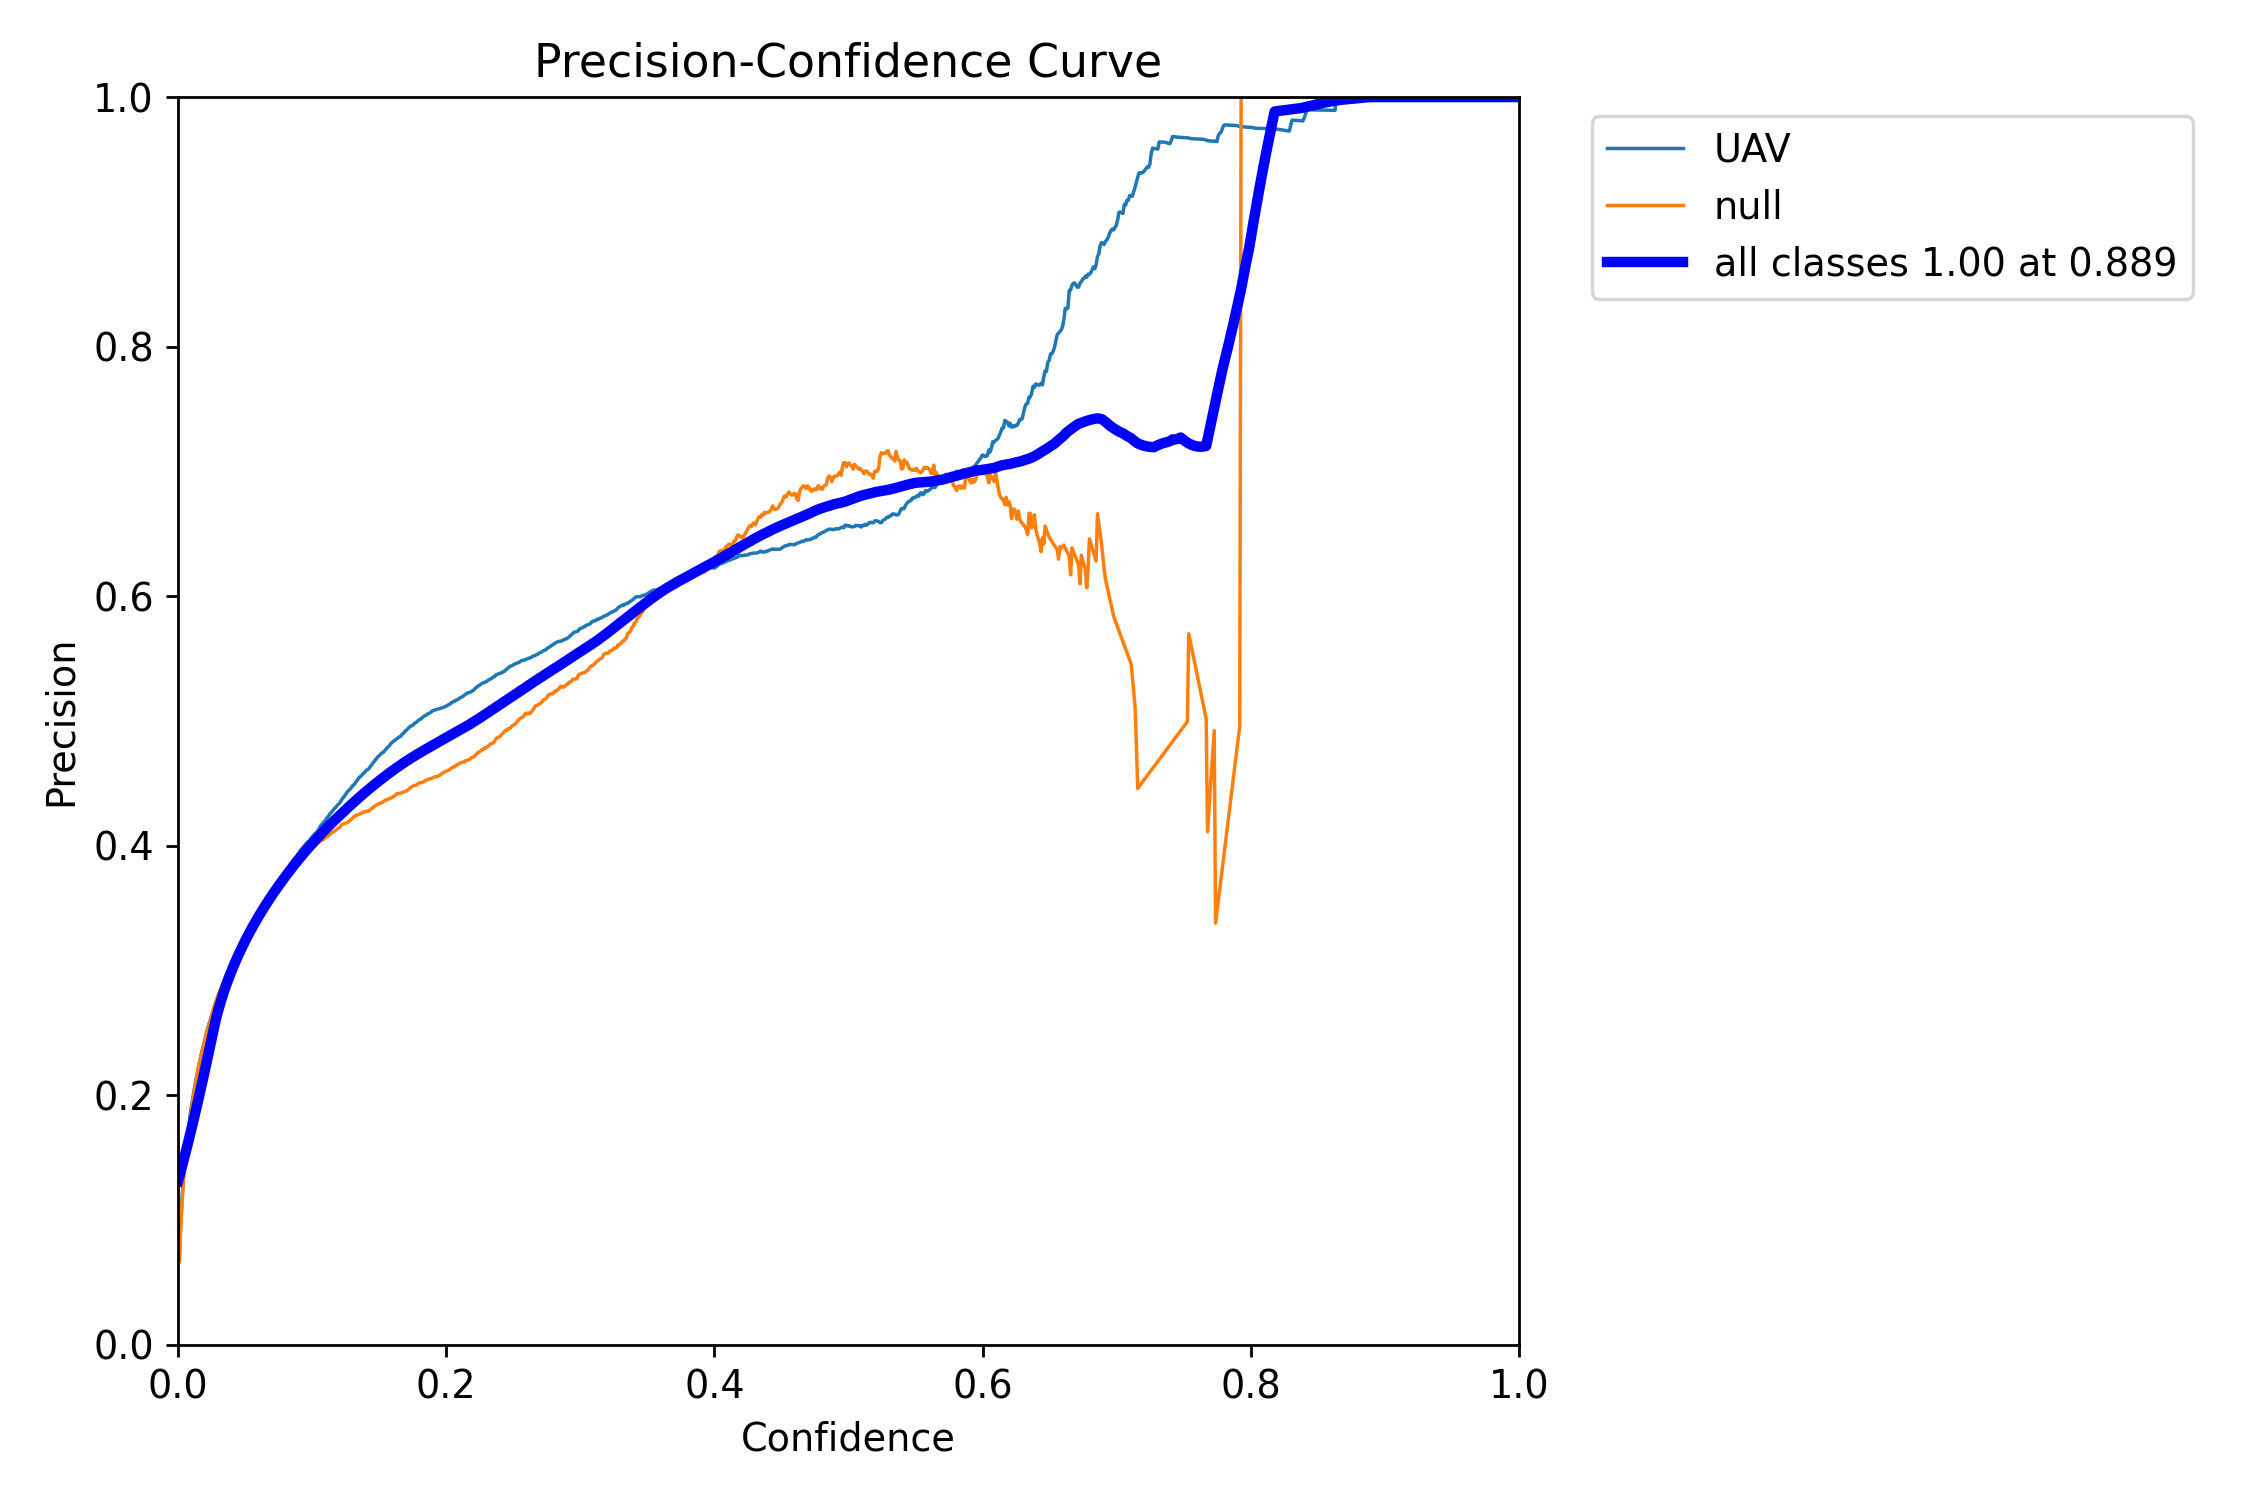 Precision-Confidence Curve
1.0
0.8
0.6
0.4
0.2
0.0
Precision
0.0 0.2 0.4 0.6 0.8 1.0
Confidence
UAV
null
all classes 1.00 at 0.889